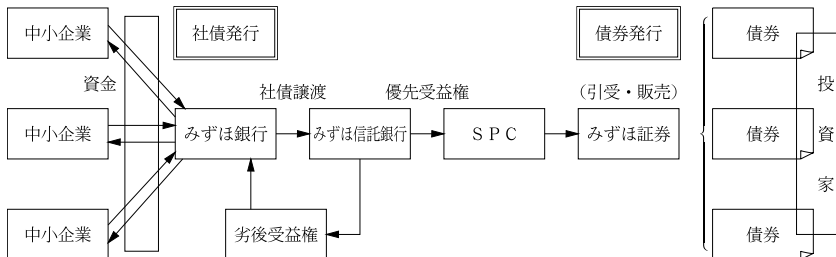 中小企業
社債発行
債券発行
債券
資金
社債譲渡
優先受益権
（引受・販売）
投
中小企業
みずほ銀行
みずほ信託銀行
ＳＰＣ
みずほ証券
債券
資
家
中小企業
劣後受益権
債券